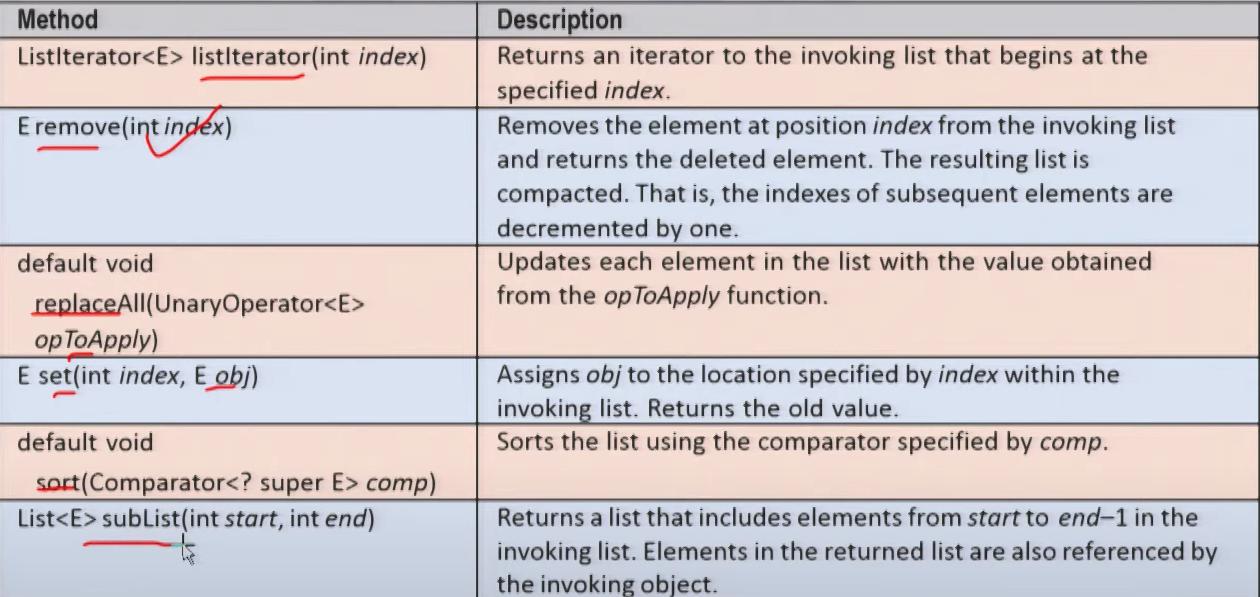 Method Description
ListIterator<E> listIterator(int index) Returns an iterator to the invoking list that begins at the
specified index.
E remove(int index) Removes the element at position index from the invoking list
and returns the deleted element. The resulting list is
compacted. That is, the indexes of subsequent elements are
decremented by one.
default void Updates each element in the list with the value obtained
replaceAll(UnaryOperator<E> from the opToApply function.
opToApply)
E set(int index, E obj) Assigns obj to the location specified by index within the
invoking list. Returns the old value.
default void Sorts the list using the comparator specified by comp.
sort(Comparator<? super E> comp)
List<E> subList(int start, int end) Returns a list that includes elements from start to end–1 in the
invoking list. Elements in the returned list are also referenced by
the invoking object.